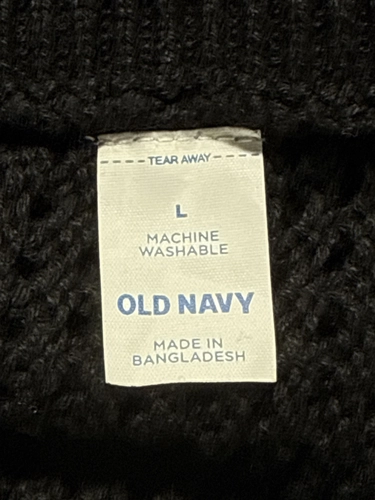 TEAR AWAY
L
MACHINE
WASHABLE
OLD NAVY
MADE IN
BANGLADESH